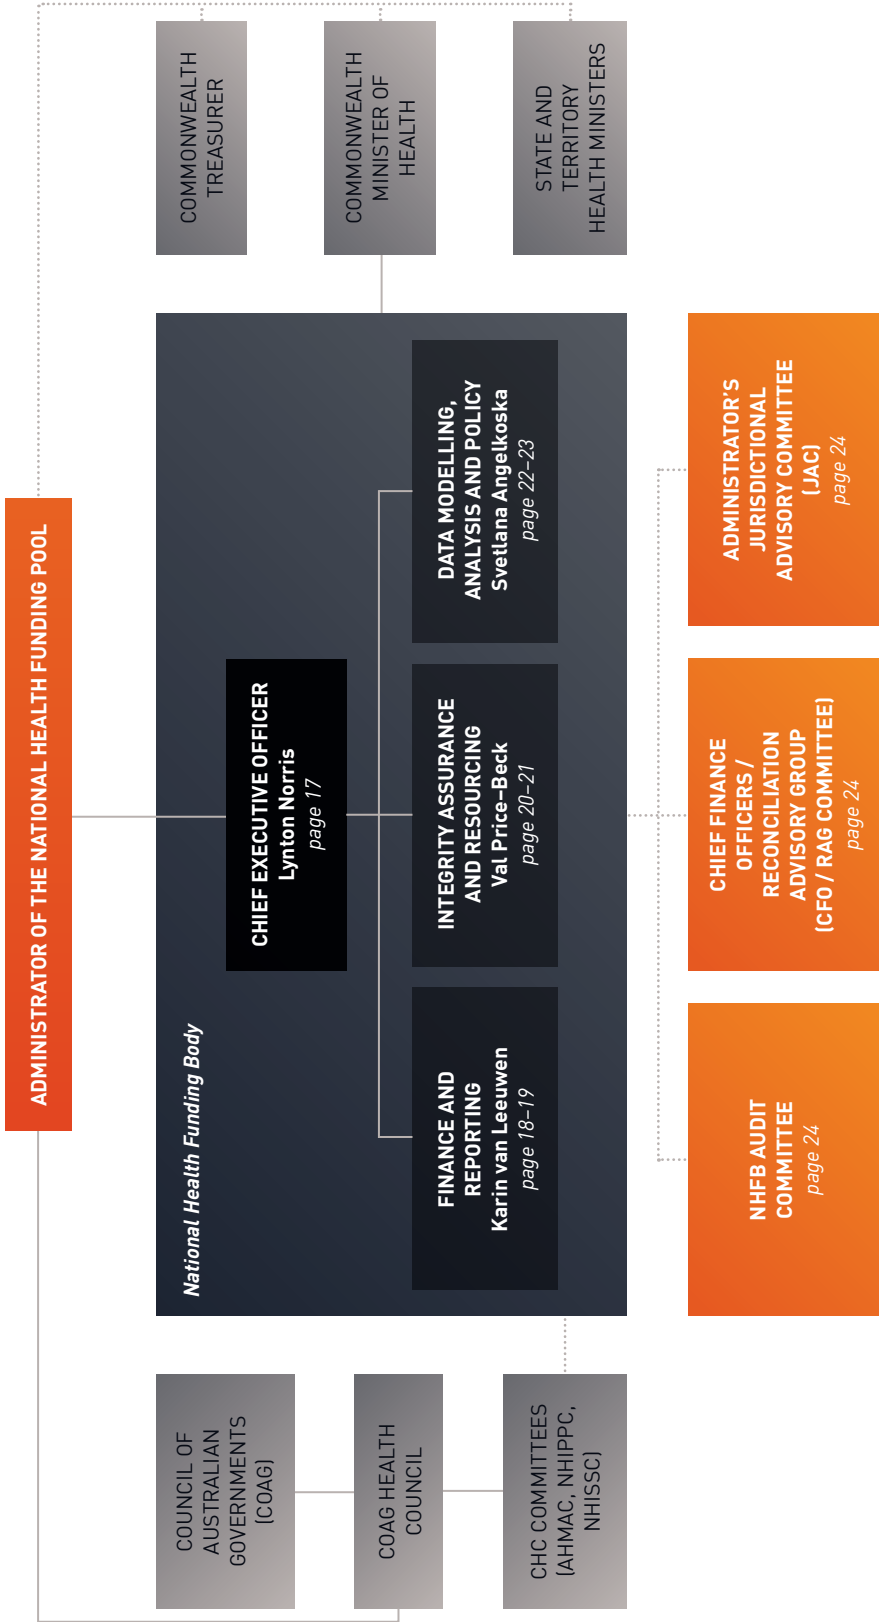 ADMINISTRATOR OF THE NATIONAL HEALTH FUNDING POOL
COUNCIL OF
AUSTRALIAN
GOVERNMENTS
(COAG)
COAG HEALTH
COUNCIL
CHC COMMITTEES
(AHMAC, NHIPPC,
NHISSC)
National Health Funding Body
CHIEF EXECUTIVE OFFICER
Lynton Norris
page 17
FINANCE AND
REPORTING
Karin van Leeuwen
page 18–19
INTEGRITY ASSURANCE
AND RESOURCING
Val Price–Beck
page 20–21
DATA MODELLING,
ANALYSIS AND POLICY
Svetlana Angelkoska
page 22–23
COMMONWEALTH
TREASURER
COMMONWEALTH
MINISTER OF
HEALTH
STATE AND
TERRITORY
HEALTH MINISTERS
NHFB AUDIT
COMMITTEE
page 24
CHIEF FINANCE
OFFICERS /
RECONCILIATION
ADVISORY GROUP
(CFO / RAG COMMITTEE)
page 24
ADMINISTRATOR'S
JURISDICTIONAL
ADVISORY COMMITTEE
(JAC)
page 24